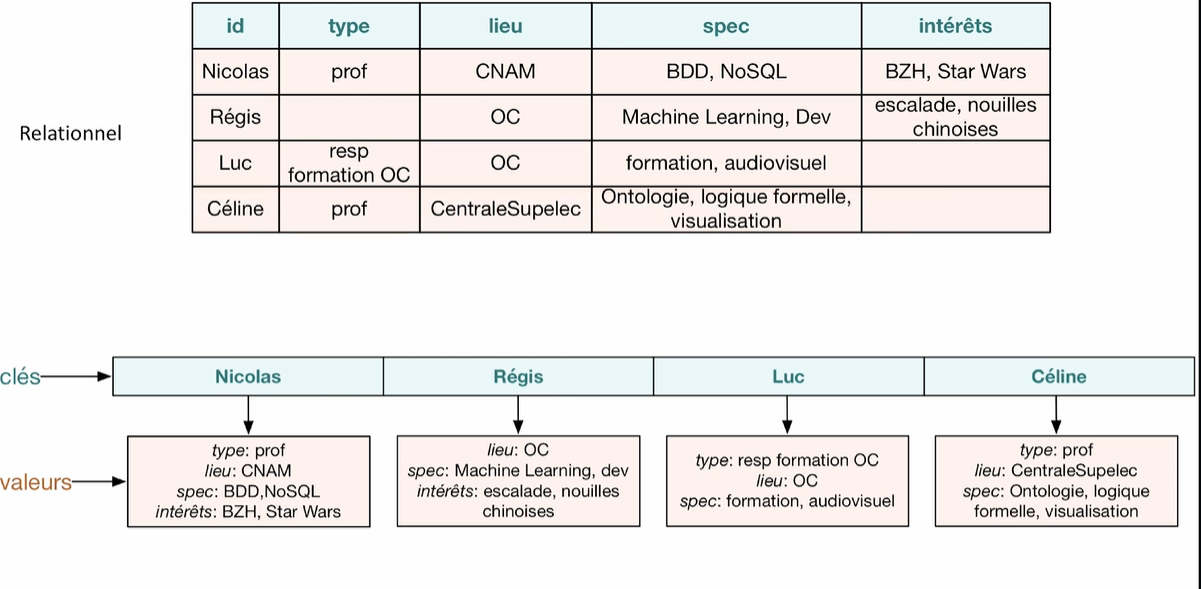 id type lieu spec intérêts
Nicolas prof CNAM BDD, NoSQL BZH, Star Wars
Relationnel
Régis OC Machine Learning, Dev escalade, nouilles
chinoises
Luc resp
formation OC OC formation, audiovisuel
Céline prof CentraleSupelec Ontologie, logique formelle,
visualisation
clés Nicolas Régis Luc Céline
valeurs
type: prof
lieu: CNAM
spec: BDD,NoSQL
intérêts: BZH, Star Wars
lieu: OC
spec: Machine Learning, dev
intérêts: escalade, nouilles
chinoises
type: resp formation OC
lieu: OC
spec: formation, audiovisuel
type: prof
lieu: CentraleSupelec
spec: Ontologie, logique
formelle, visualisation